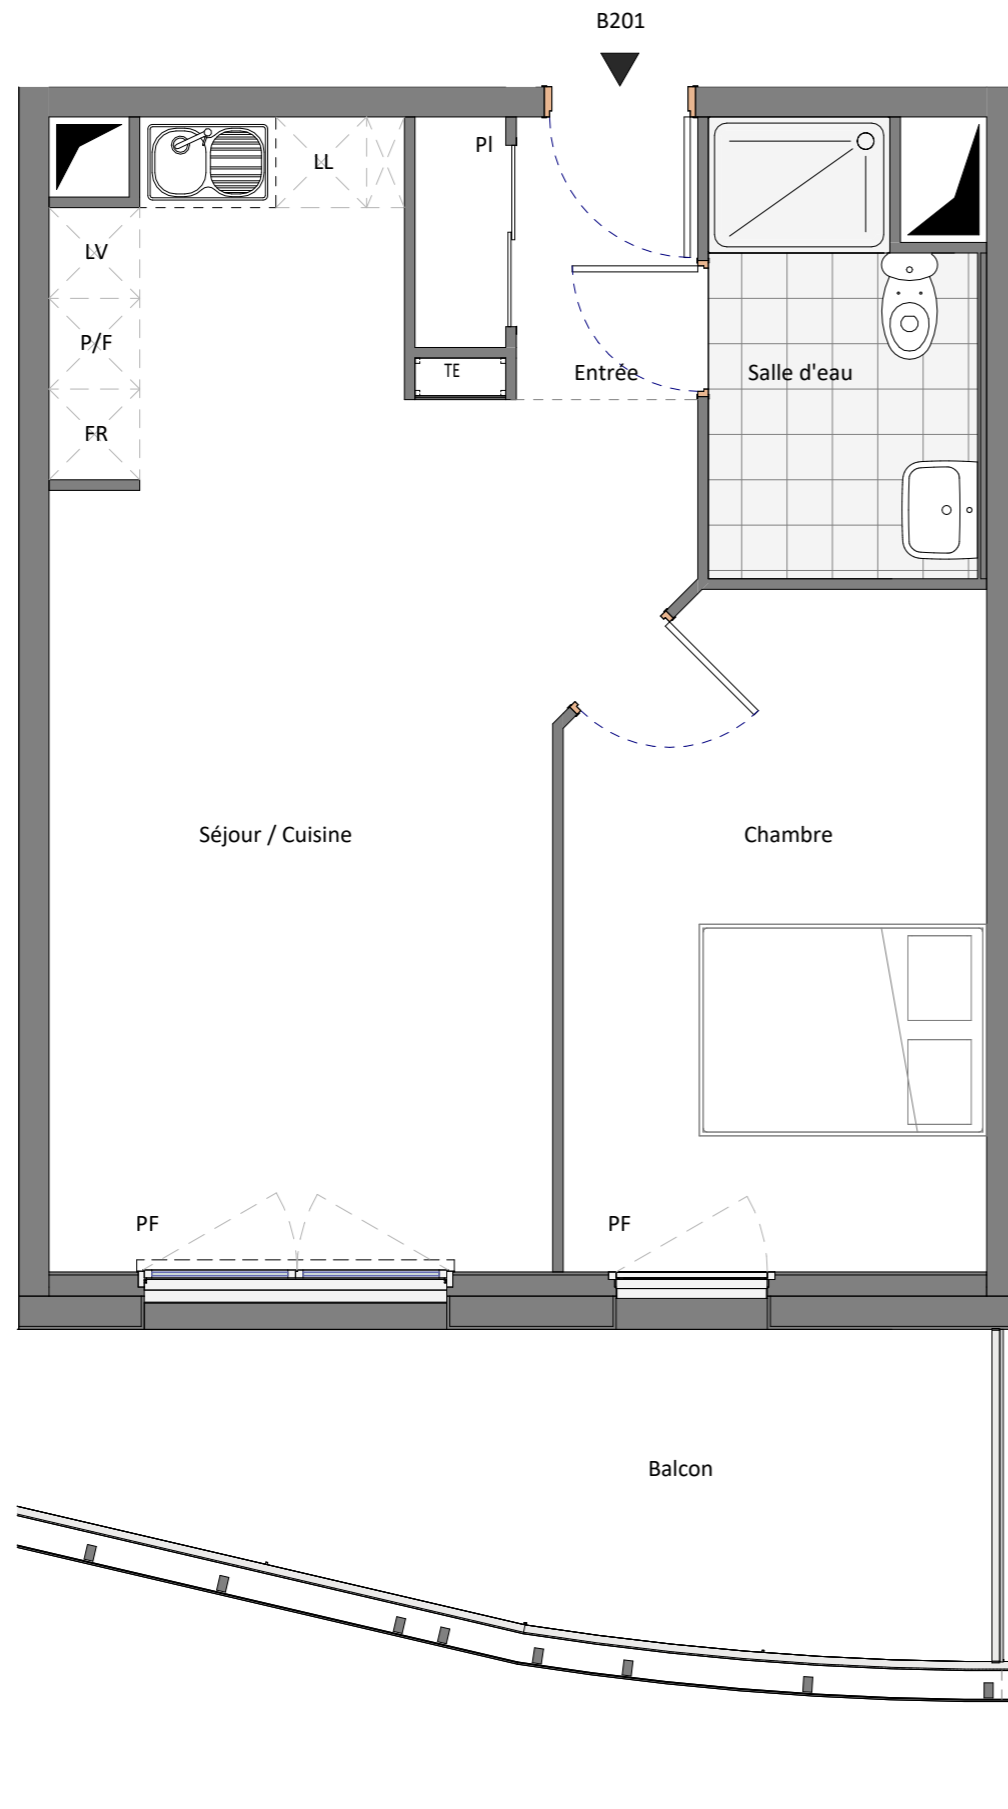 B201
Pl
LL
LV
P/F
TE
Entrée
Salle d'eau
FR
Séjour / Cuisine
Chambre
PF
PF
Balcon